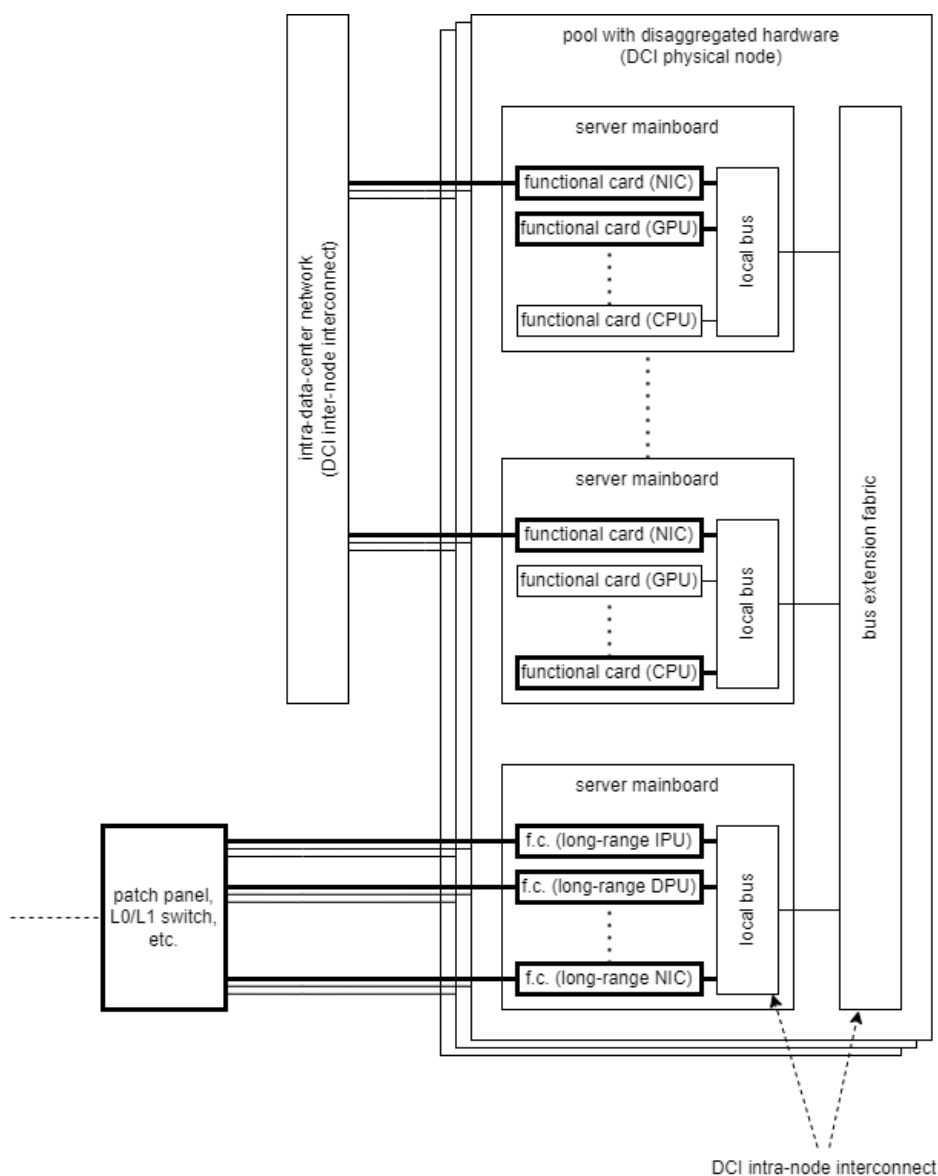 pool with disaggregated hardware
(DCI physical node)
server mainboard
functional card (NIC)
functional card (GPU)
functional card (CPU)
local bus
intra-data-center network
(DCI inter-node interconnect)
server mainboard
functional card (NIC)
functional card (GPU)
functional card (CPU)
local bus
bus extension fabric
server mainboard
f.c. (long-range IPU)
f.c. (long-range DPU)
f.c. (long-range NIC)
local bus
patch panel,
L0/L1 switch,
etc.
DCI intra-node interconnect